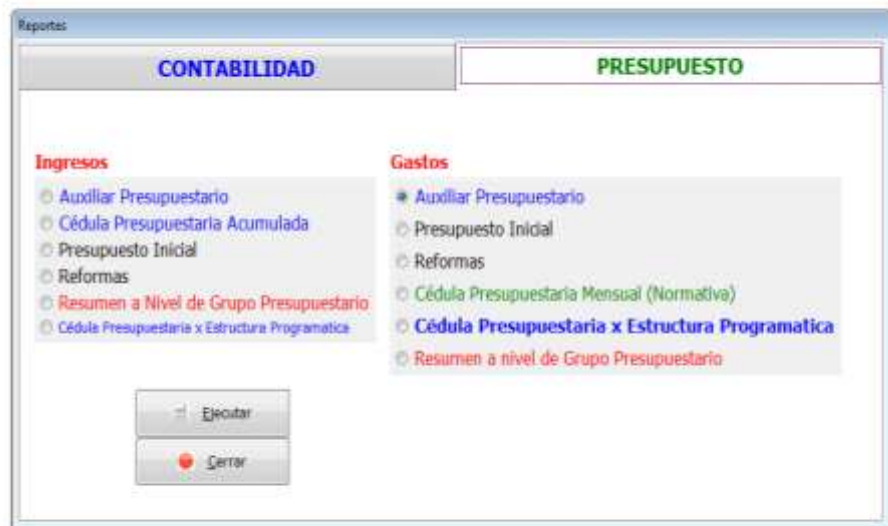 Reportes
CONTABILIDAD
PRESUPUESTO
Ingresos
Auxiliar Presupuestario
Cédula Presupuestaria Acumulada
Presupuesto Inicial
Reformas
Resumen a Nivel de Grupo Presupuestario
Cédula Presupuestaria x Estructura Programatica
Gastos
Auxiliar Presupuestario
Presupuesto Inicial
Reformas
Cédula Presupuestaria Mensual (Normativa)
Cédula Presupuestaria x Estructura Programatica
Resumen a nivel de Grupo Presupuestario
Ejecutar
Cerrar